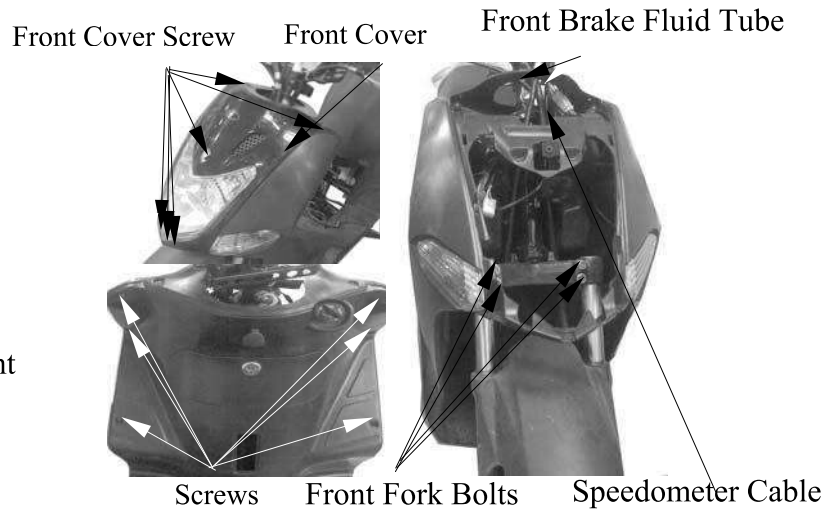 Front Cover Screw
Front Cover
Front Brake Fluid Tube
nt
Screws
Front Fork Bolts
Speedometer Cable